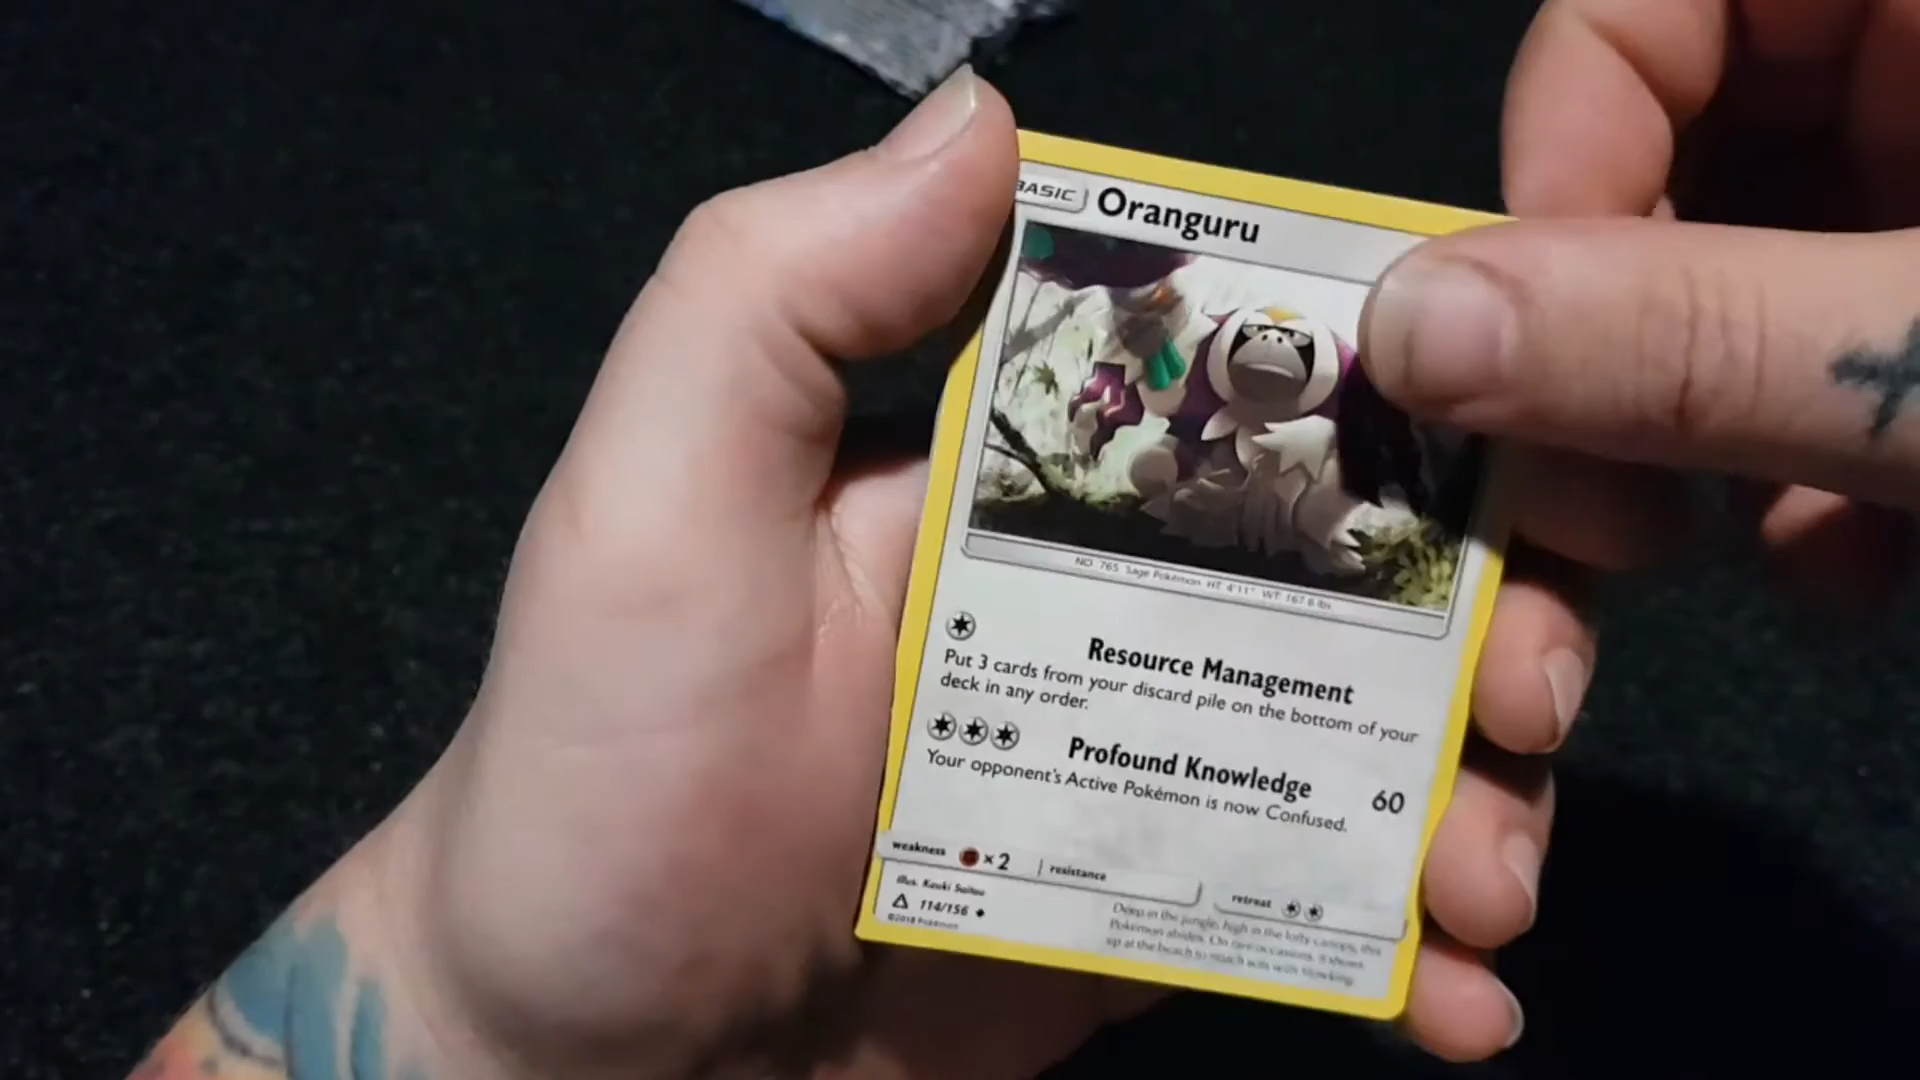 BASIC Oranguru
NO. 765 Sage Pokémon HT 4'11" WT 167.6 lbs.
Resource Management
Put 3 cards from your discard pile on the bottom of your
deck in any order.
Profound Knowledge 60
Your opponent's Active Pokémon is now Confused.
weakness ×2 resistance
retreat
illus. Kouki Saitou
114/156
©2018 Pokémon
Deep in the jungle, high in the lofty canopy, this
Pokémon abides. On rare occasions, it shows
up at the beach to match wits with Slowking.